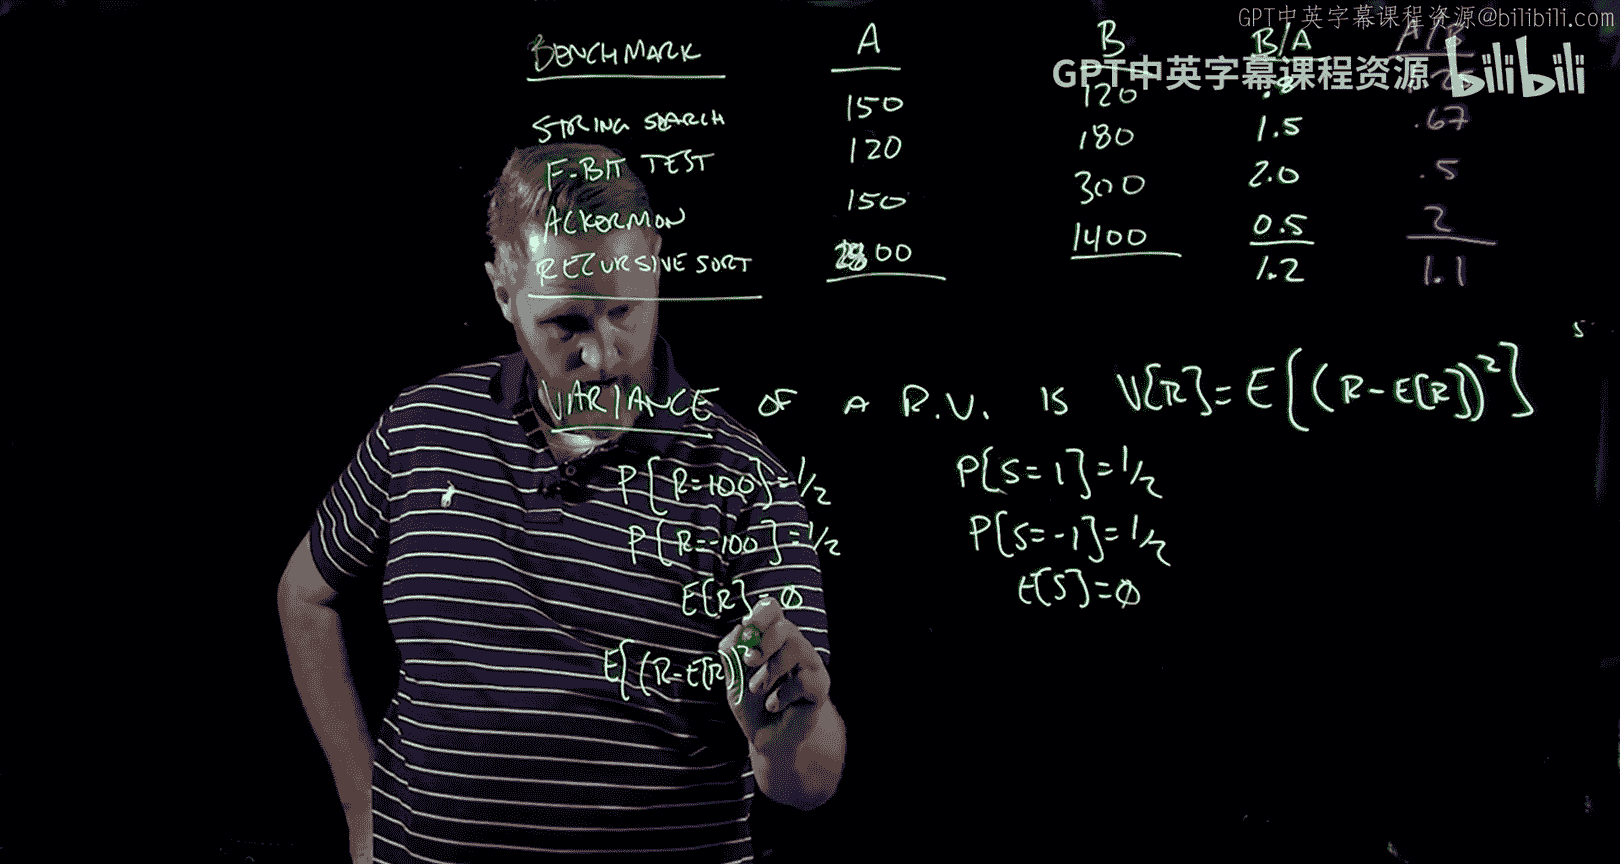 GPT中英字幕课程资源@bilibili.com
GPT中英字幕课程资源 bilibili
BENCHMARK A B B/A A/B
STRING SEARCH 150 120
F-BIT TEST 120 180 1.5 .67
ACKERMON 150 300 2.0 .5
RECURSIVE SORT 00 1400 0.5 2
1.2 1.1
VARIANCE OF A R.V. IS V[R]=E[(R-E[R])²]
P[R=100]=1/2 P[S=1]=1/2
P[R=-100]=1/2 P[S=-1]=1/2
E[R]=0 E[S]=0
E[(R-E[R])²